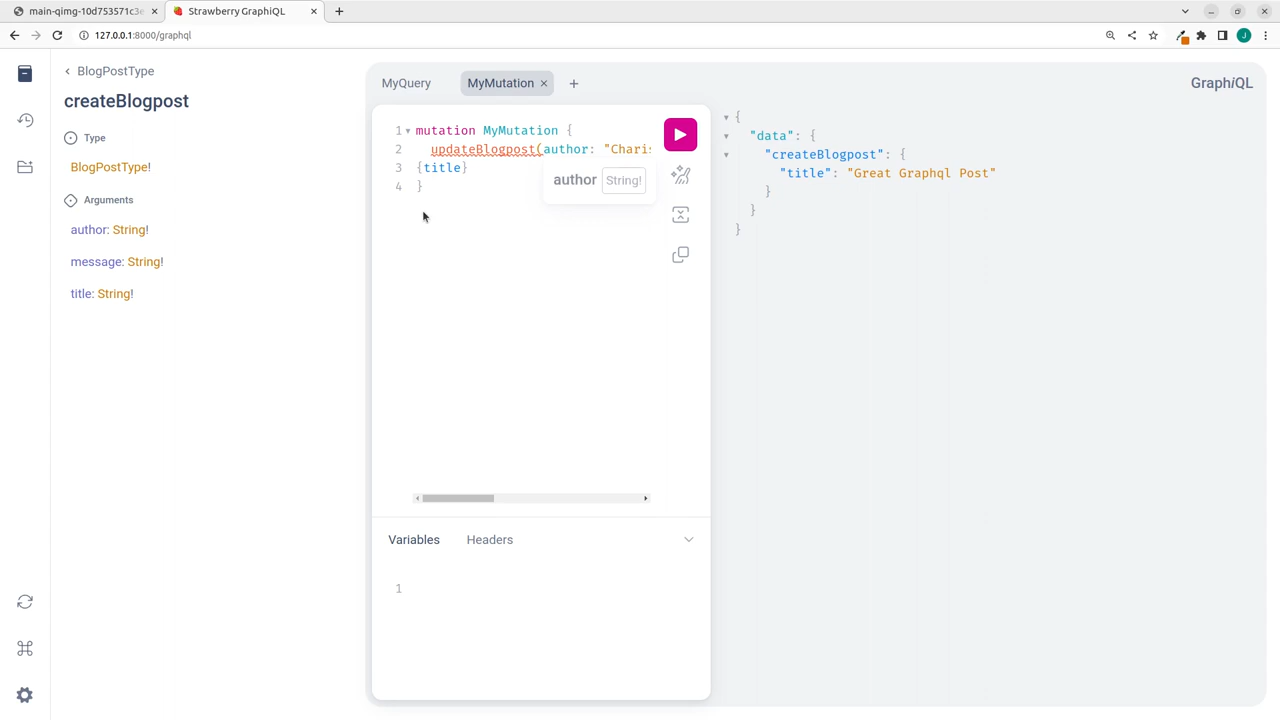 main-qimg-10d753571c3e
Strawberry GraphiQL
127.0.0.1:8000/graphql
J
BlogPostType
createBlogpost
Type
BlogPostType!
Arguments
author: String!
message: String!
title: String!
MyQuery
MyMutation
GraphiQL
1 mutation MyMutation {
2 updateBlogpost(author: "Charis
3 {title}
4 }
author String!
Variables
Headers
1
{
"data": {
"createBlogpost": {
"title": "Great Graphql Post"
}
}
}